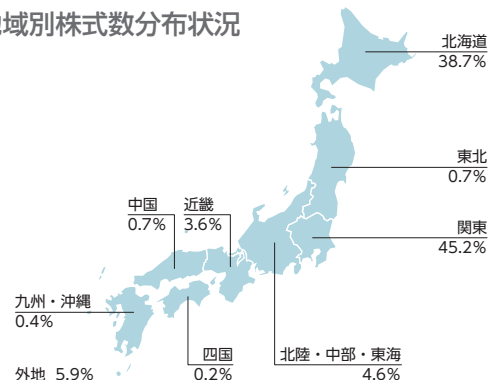 域別株式数分布状況
北海道
38.7%
東北
0.7%
中国
0.7%
近畿
3.6%
関東
45.2%
九州・沖縄
0.4%
四国
0.2%
北陸・中部・東海
4.6%
外地 5.9%